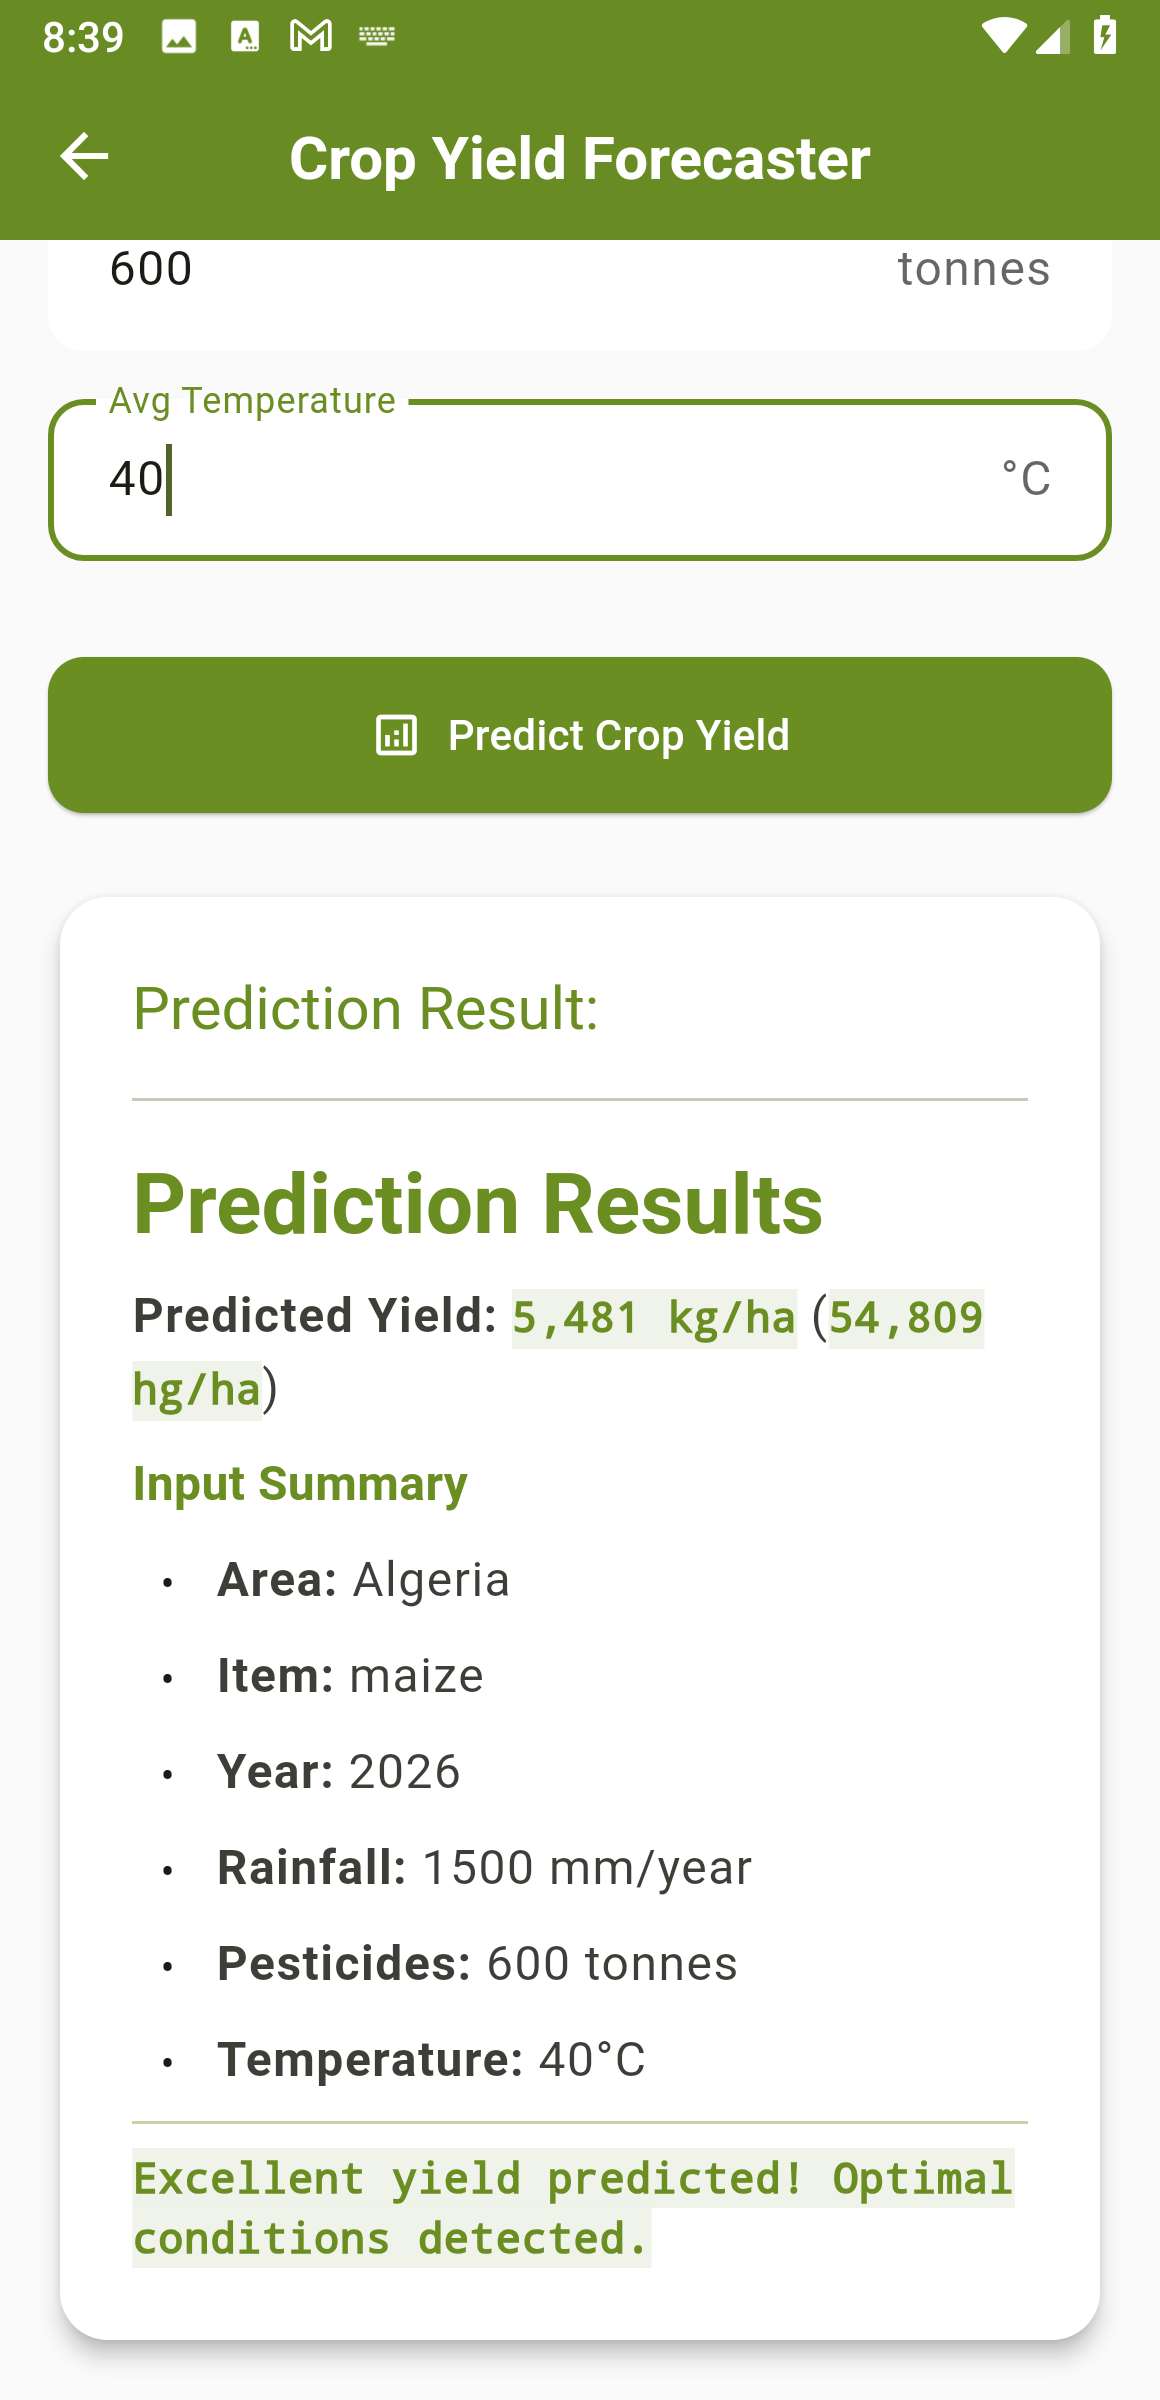 8:39
Crop Yield Forecaster
600 tonnes
Avg Temperature
40 °C
Predict Crop Yield
Prediction Result:
Prediction Results
Predicted Yield: 5,481 kg/ha (54,809
hg/ha)
Input Summary
• Area: Algeria
• Item: maize
• Year: 2026
• Rainfall: 1500 mm/year
• Pesticides: 600 tonnes
• Temperature: 40°C
Excellent yield predicted! Optimal
conditions detected.